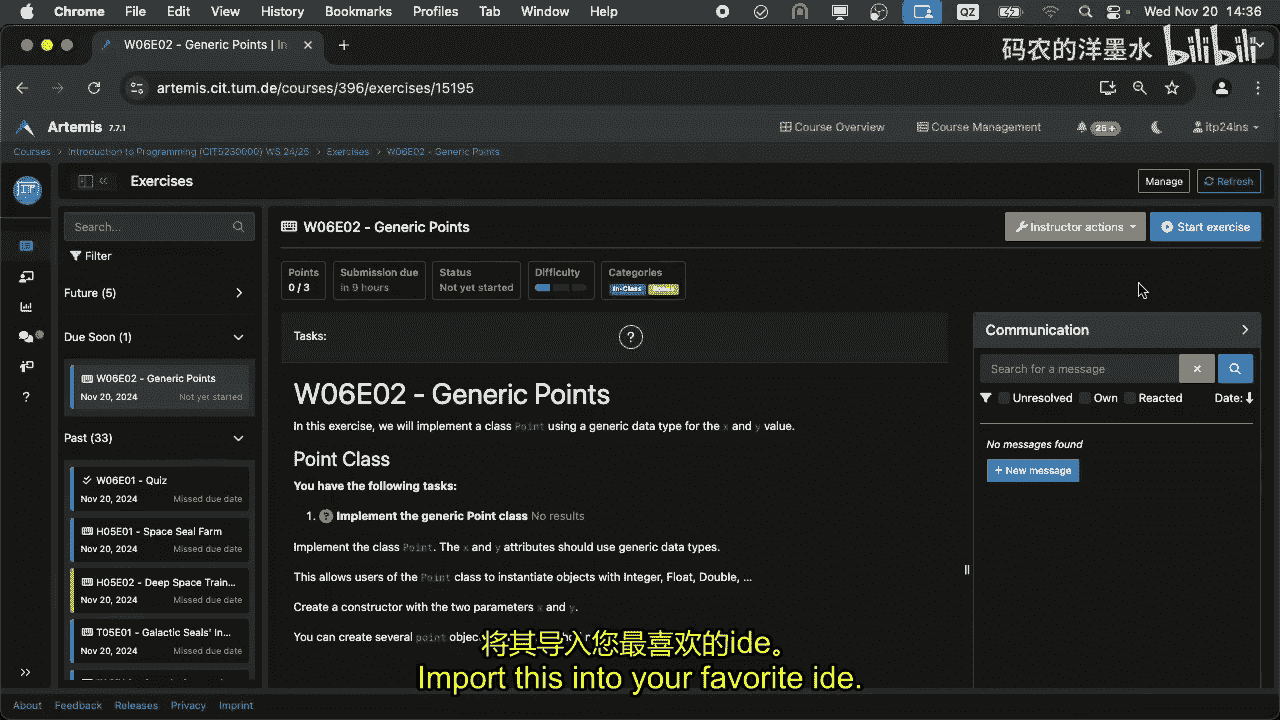 Chrome File Edit View History Bookmarks Profiles Tab Window Help QZ Wed Nov 20 14:36
W06E02 - Generic Points | In
码农的洋墨水 bilibili
artemis.cit.tum.de/courses/396/exercises/15195
Artemis 7.7.1 Course Overview Course Management 26 + itp24ins
Courses > Introduction to Programming (CIT5230000) WS 24/25 > Exercises > W06E02 - Generic Points
Exercises Manage Refresh
Search...
W06E02 - Generic Points Instructor actions Start exercise
Filter
Points Submission due Status Difficulty Categories
0 / 3 in 9 hours Not yet started In-Class
Future (5)
Due Soon (1)
Tasks: ?
Communication
W06E02 - Generic Points
Nov 20, 2024 Not yet started
Search for a message
Unresolved Own Reacted Date:
W06E02 - Generic Points
In this exercise, we will implement a class Point using a generic data type for the x and y value.
Past (33)
No messages found
+ New message
Point Class
You have the following tasks:
W06E01 - Quiz
Nov 20, 2024 Missed due date
1. ? Implement the generic Point class No results
H05E01 - Space Seal Farm
Nov 20, 2024 Missed due date
Implement the class Point. The x and y attributes should use generic data types.
This allows users of the Point class to instantiate objects with Integer, Float, Double, ...
H05E02 - Deep Space Train...
Nov 20, 2024 Missed due date
Create a constructor with the two parameters x and y.
T05E01 - Galactic Seals' In...
Nov 20, 2024 Missed due date
You can create several point objec
将其导入您最喜欢的ide。
Import this into your favorite ide.
About Feedback Releases Privacy Imprint